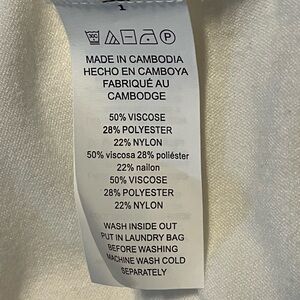 1
MADE IN CAMBODIA
HECHO EN CAMBOYA
FABRIQUÉ AU
CAMBODGE
50% VISCOSE
28% POLYESTER
22% NYLON
50% viscosa 28% poliéster
22% nailon
50% VISCOSE
28% POLYESTER
22% NYLON
WASH INSIDE OUT
PUT IN LAUNDRY BAG
BEFORE WASHING
MACHINE WASH COLD
SEPARATELY